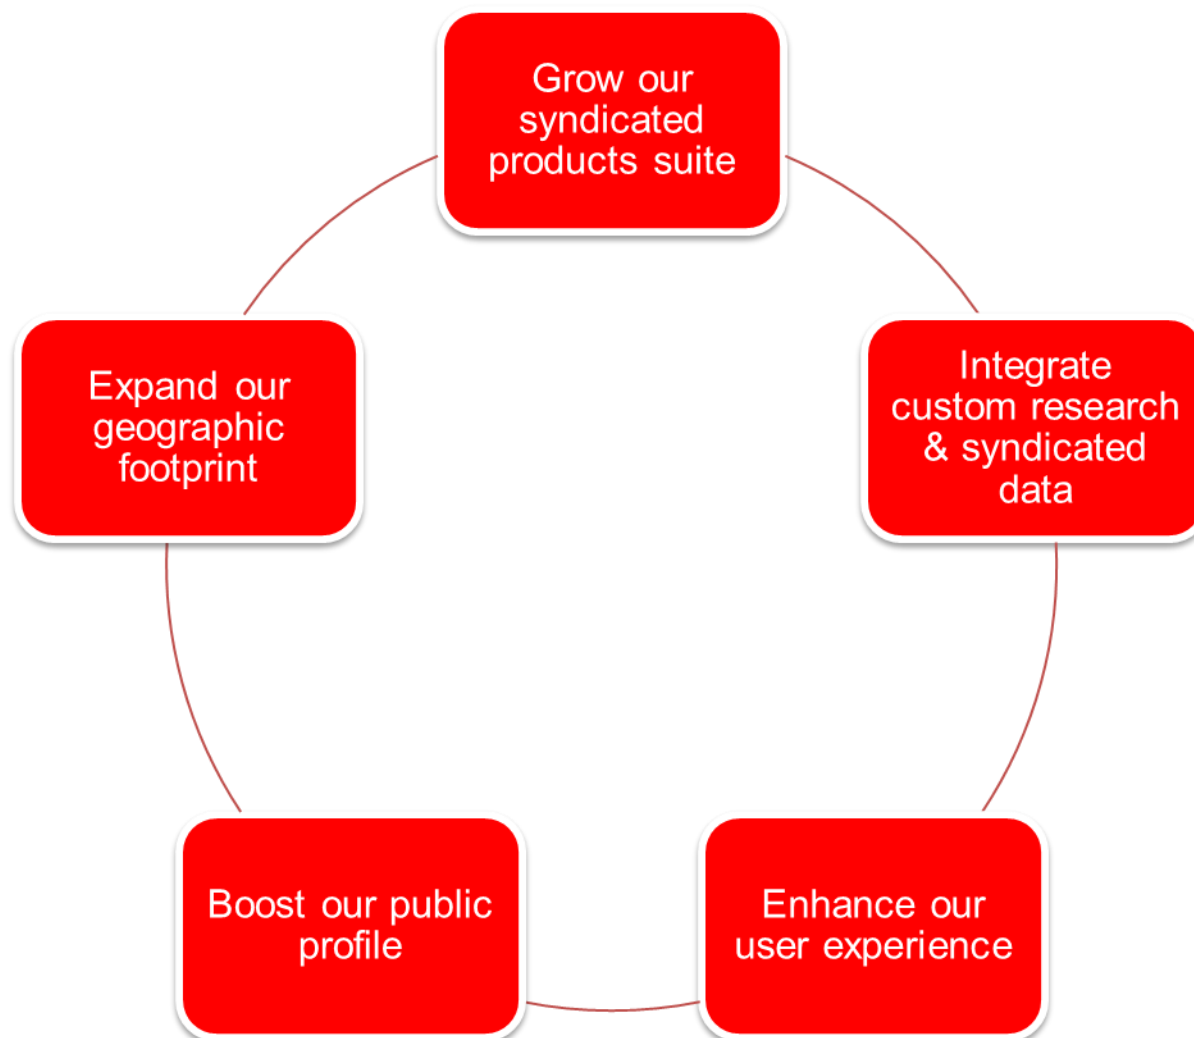 Grow our
syndicated
products suite
Integrate
custom research
& syndicated
data
Enhance our
user experience
Boost our public
profile
Expand our
geographic
footprint